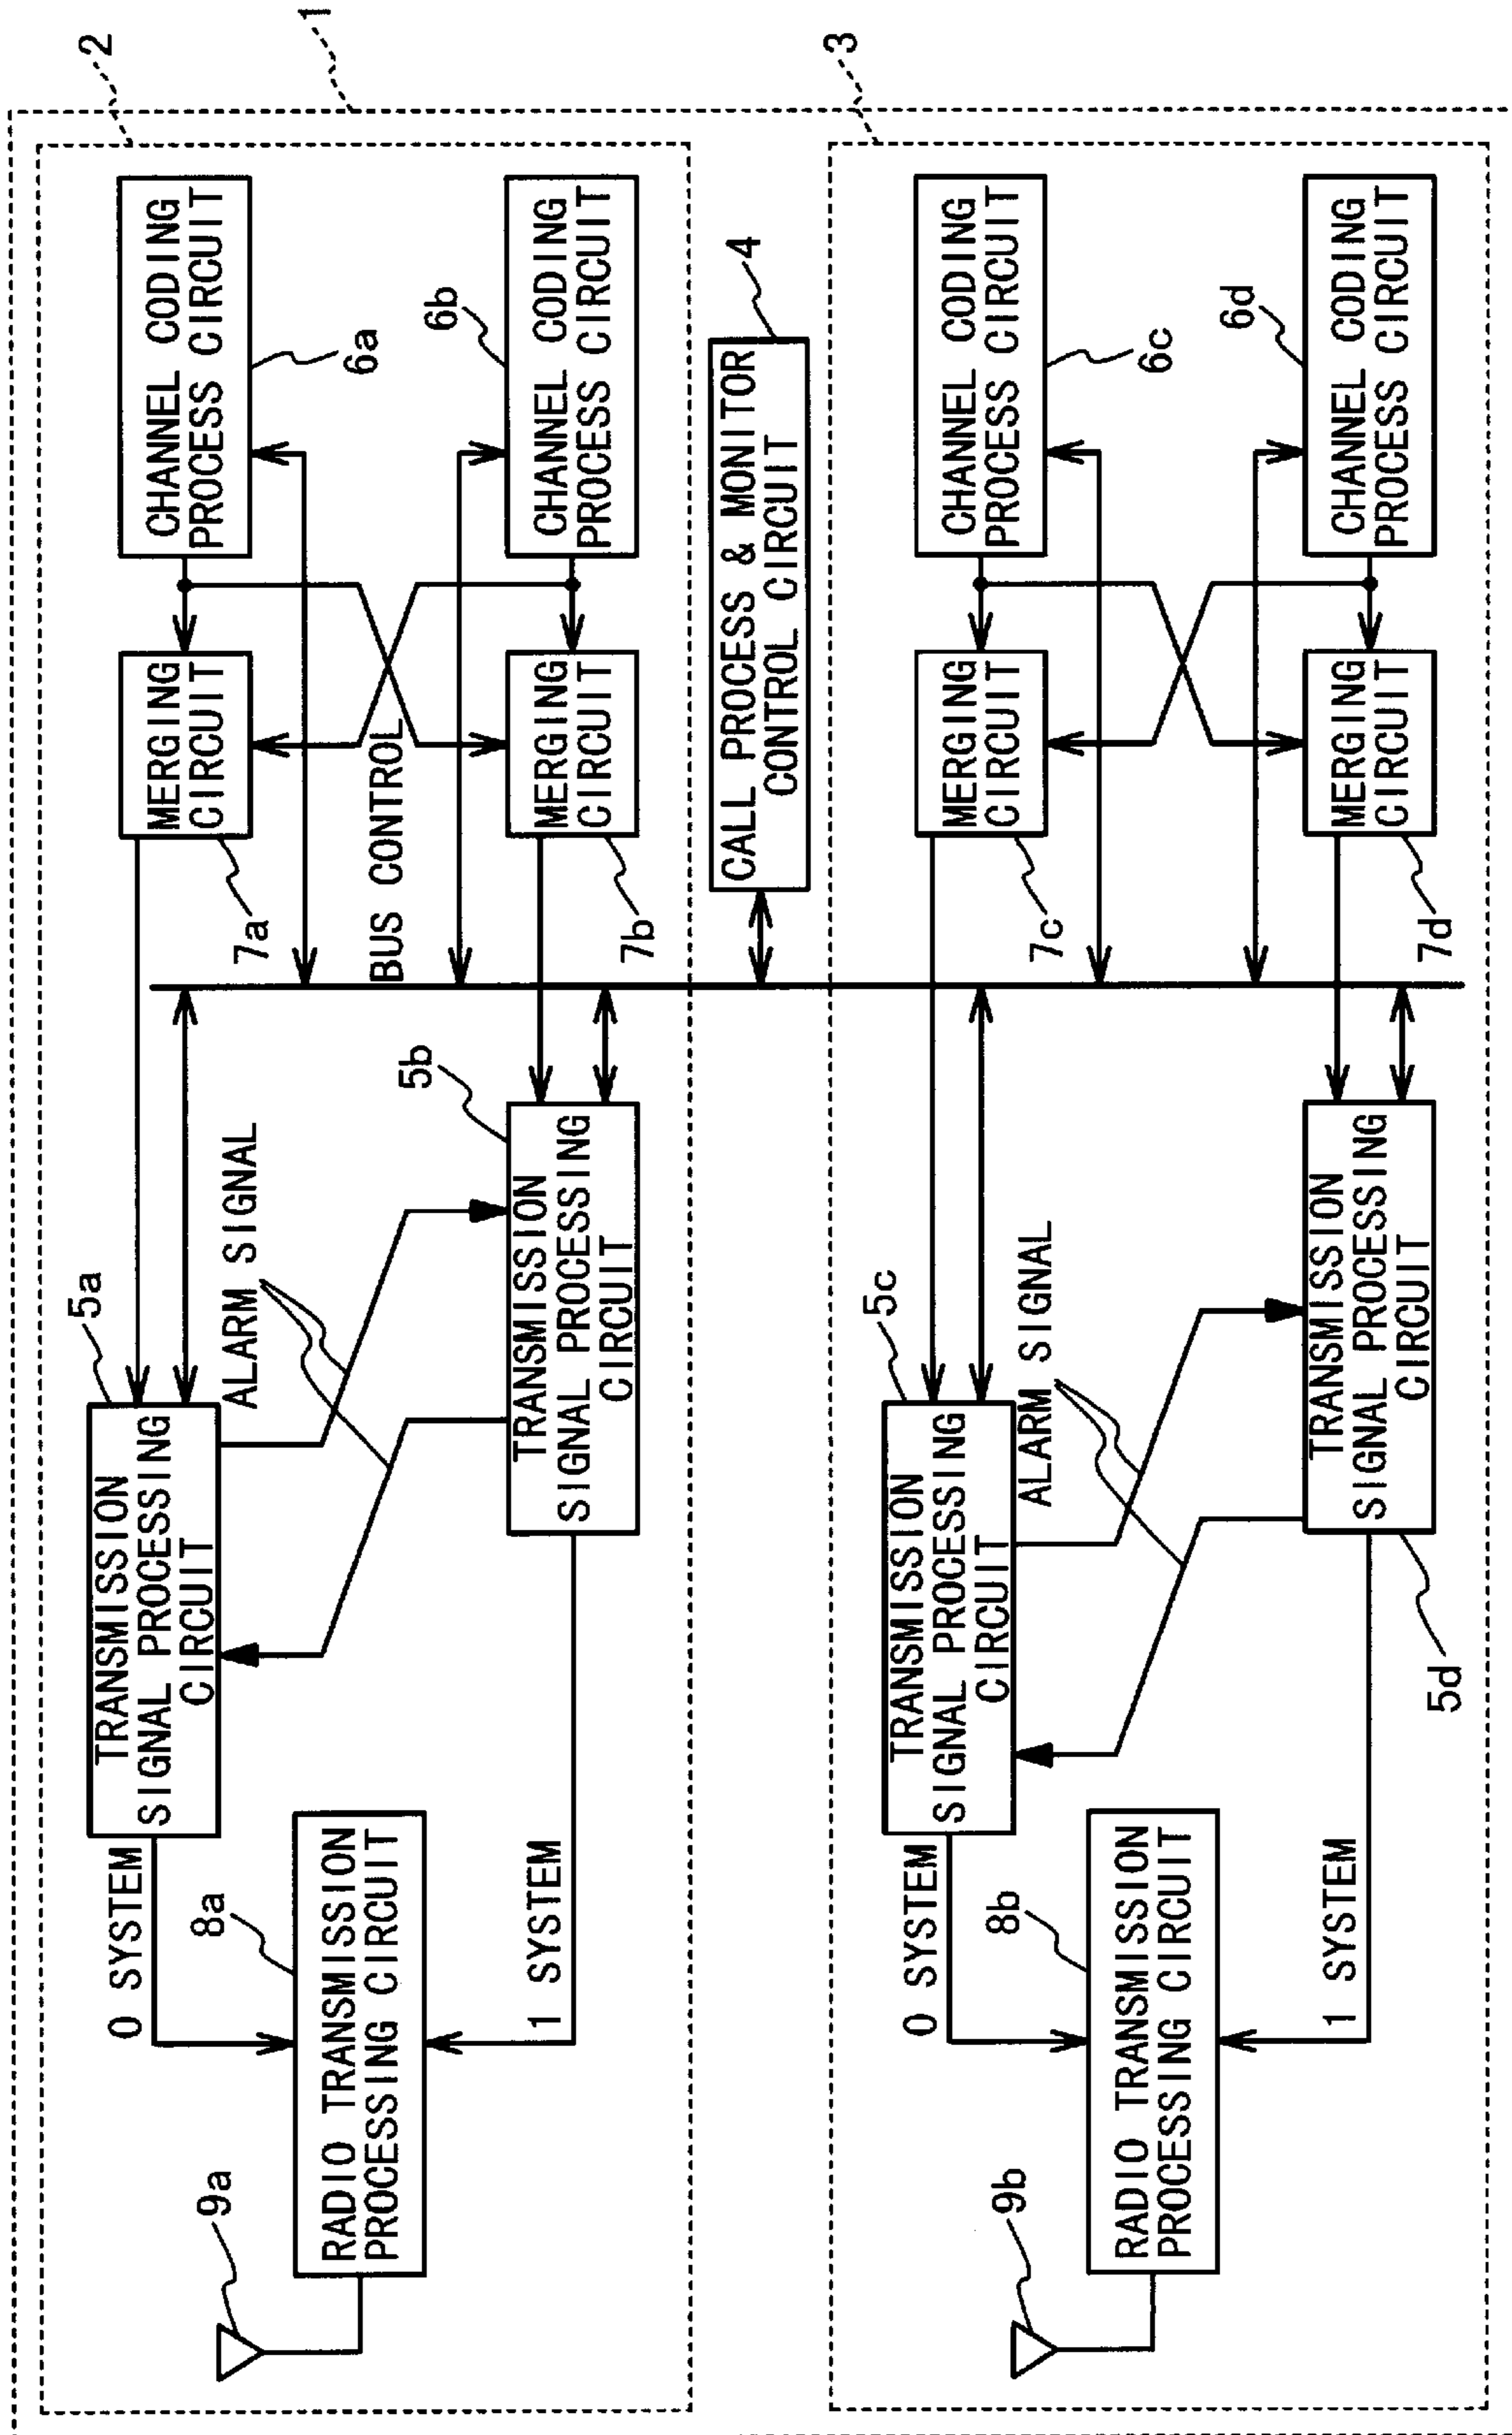 1
2
9a
RADIO TRANSMISSION
PROCESSING CIRCUIT
8a
0 SYSTEM
1 SYSTEM
TRANSMISSION
SIGNAL PROCESSING
CIRCUIT
5a
ALARM SIGNAL
TRANSMISSION
SIGNAL PROCESSING
CIRCUIT
5b
BUS CONTROL
MERGING
CIRCUIT
7a
MERGING
CIRCUIT
7b
CHANNEL CODING
PROCESS CIRCUIT
6a
CHANNEL CODING
PROCESS CIRCUIT
6b
CALL PROCESS & MONITOR
CONTROL CIRCUIT
4
3
9b
RADIO TRANSMISSION
PROCESSING CIRCUIT
8b
0 SYSTEM
1 SYSTEM
TRANSMISSION
SIGNAL PROCESSING
CIRCUIT
5c
ALARM SIGNAL
TRANSMISSION
SIGNAL PROCESSING
CIRCUIT
5d
MERGING
CIRCUIT
7c
MERGING
CIRCUIT
7d
CHANNEL CODING
PROCESS CIRCUIT
6c
CHANNEL CODING
PROCESS CIRCUIT
6d